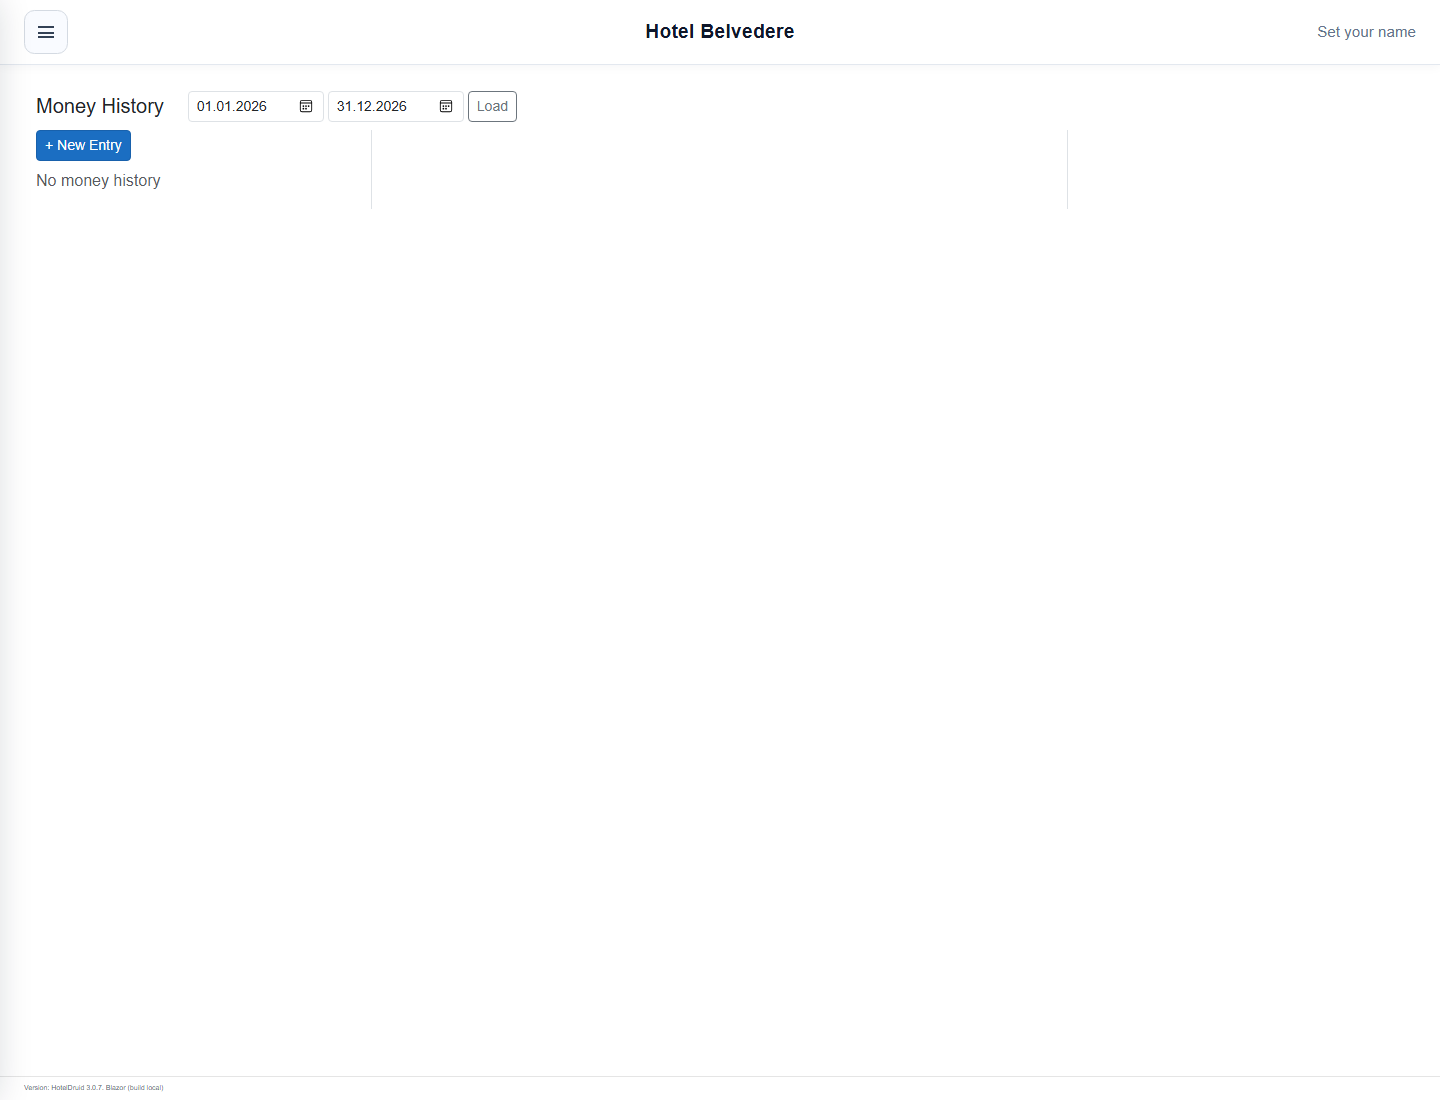 Hotel Belvedere
Set your name
Money History
01.01.2026
31.12.2026
Load
+ New Entry
No money history
Version: HotelDruid 3.0.7. Blazor (build local)